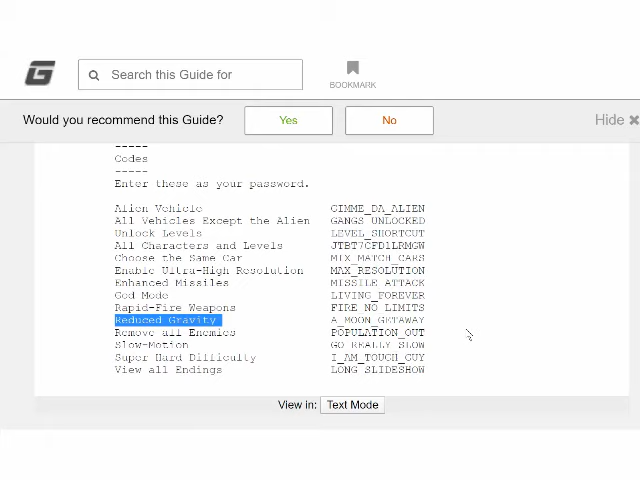 G
Search this Guide for
BOOKMARK
Would you recommend this Guide? Yes No Hide ✖
-----
Codes
-----
Enter these as your password.
Alien Vehicle GIMME_DA_ALIEN
All Vehicles Except the Alien GANGS_UNLOCKED
Unlock Levels LEVEL_SHORTCUT
All Characters and Levels JTBT7CFD1LRMGW
Choose the Same Car MIX_MATCH_CARS
Enable Ultra-High Resolution MAX_RESOLUTION
Enhanced Missiles MISSILE_ATTACK
God Mode LIVING_FOREVER
Rapid-Fire Weapons FIRE_NO_LIMITS
Reduced Gravity A_MOON_GETAWAY
Remove all Enemies POPULATION_OUT
Slow-Motion GO_REALLY_SLOW
Super Hard Difficulty I_AM_TOUGH_GUY
View all Endings LONG_SLIDESHOW
View in: Text Mode